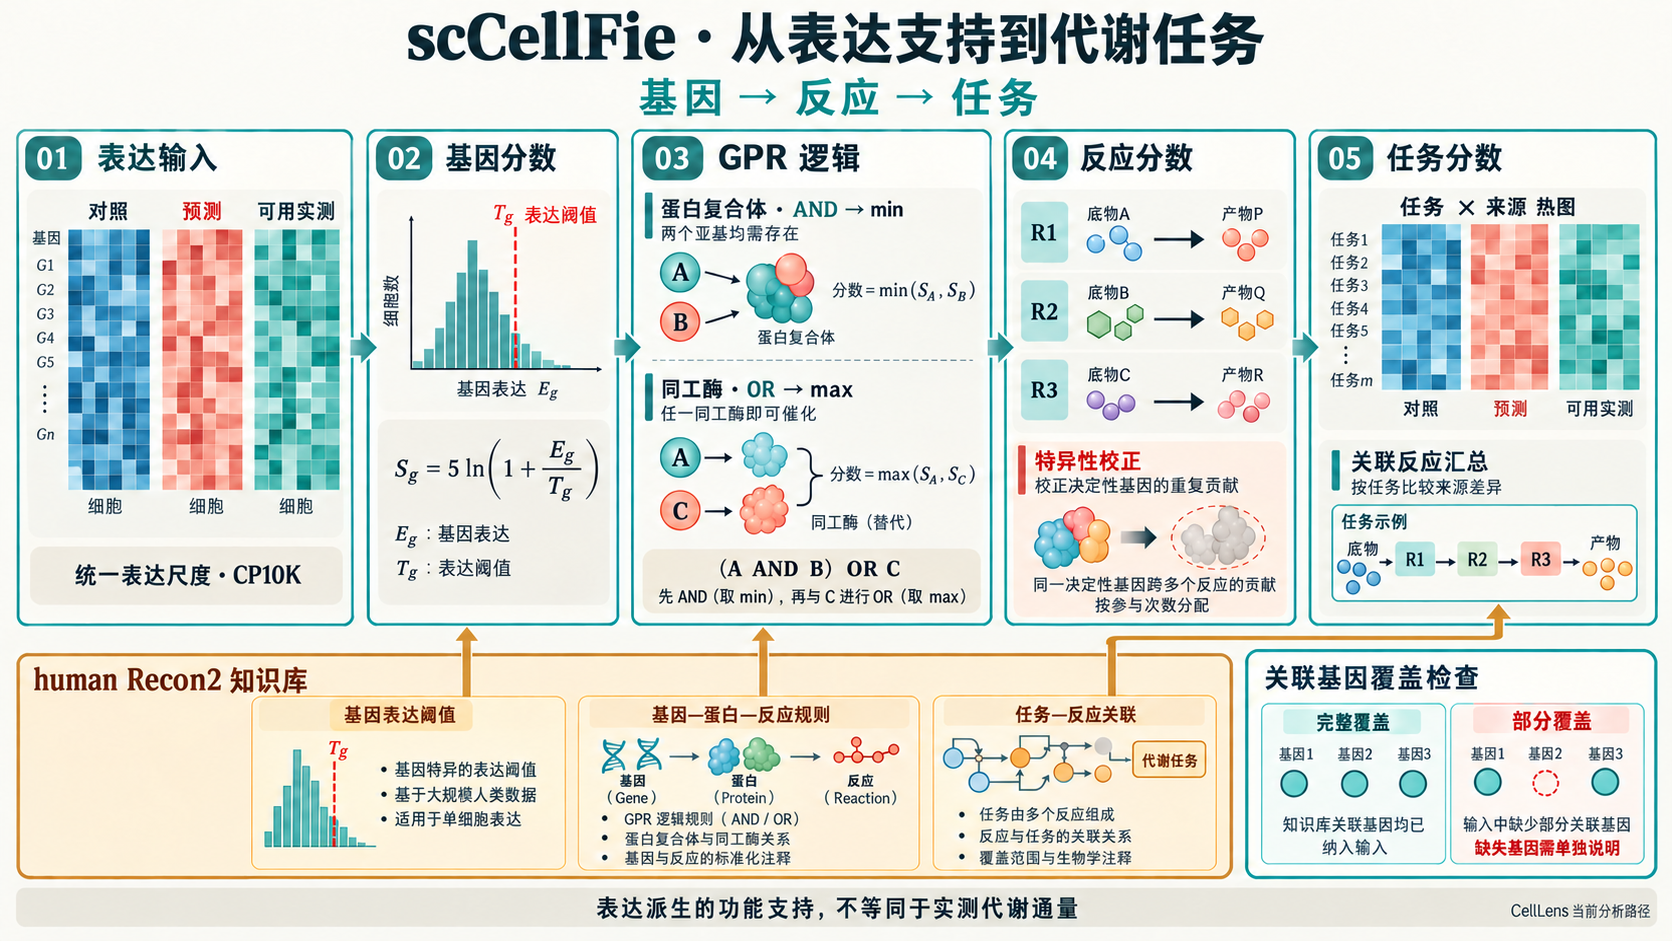 scCellFie · 从表达支持到代谢任务
基因 → 反应 → 任务
01 表达输入
对照 预测 可用实测
基因
G1
G2
G3
G4
G5
⋮
Gn
细胞 细胞 细胞
统一表达尺度 · CP10K
02 基因分数
Tg 表达阈值
细胞数
基因表达 Eg
Sg = 5 ln(1 + Eg/Tg)
Eg：基因表达
Tg：表达阈值
03 GPR 逻辑
蛋白复合体 · AND → min
两个亚基均需存在
A
B
分数 = min(SA, SB)
蛋白复合体
同工酶 · OR → max
任一同工酶即可催化
A
C
分数 = max(SA, SC)
同工酶（替代）
(A AND B) OR C
先 AND（取 min），再与 C 进行 OR（取 max）
04 反应分数
R1 底物A 产物P
R2 底物B 产物Q
R3 底物C 产物R
特异性校正
校正决定性基因的重复贡献
同一决定性基因跨多个反应的贡献
按参与次数分配
05 任务分数
任务 × 来源 热图
任务1
任务2
任务3
任务4
任务5
⋮
任务m
对照 预测 可用实测
关联反应汇总
按任务比较来源差异
任务示例
底物 R1 R2 R3 产物
human Recon2 知识库
基因表达阈值
Tg
• 基因特异的表达阈值
• 基于大规模人类数据
• 适用于单细胞表达
基因—蛋白—反应规则
基因 蛋白 反应
（Gene） （Protein） （Reaction）
• GPR 逻辑规则（ AND / OR）
• 蛋白复合体与同工酶关系
• 基因与反应的标准化注释
任务—反应关联
代谢任务
• 任务由多个反应组成
• 反应与任务的关联关系
• 覆盖范围与生物学注释
关联基因覆盖检查
完整覆盖
基因1 基因2 基因3
知识库关联基因均已
纳入输入
部分覆盖
基因1 基因2 基因3
输入中缺少部分关联基因
缺失基因需单独说明
表达派生的功能支持，不等同于实测代谢通量
CellLens 当前分析路径